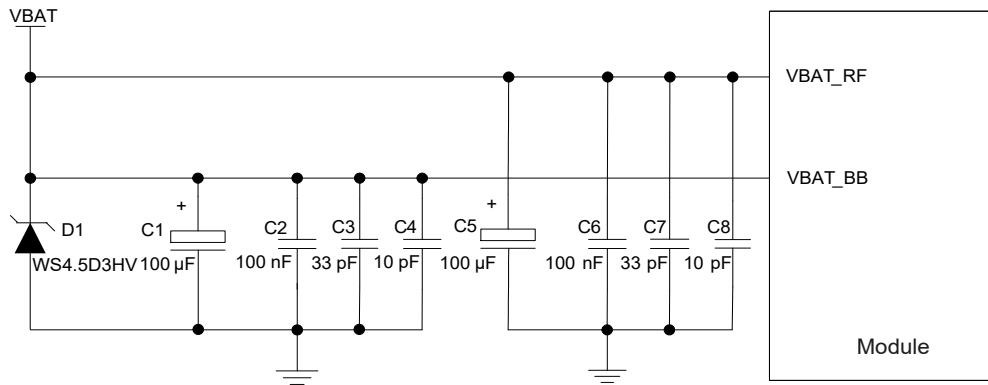 VBAT
VBAT_RF
VBAT_BB
+
+
D1
C1
C2
C3
C4
C5
C6
C7
C8
WS4.5D3HV
100 µF
100 nF
33 pF
10 pF
100 µF
100 nF
33 pF
10 pF
Module